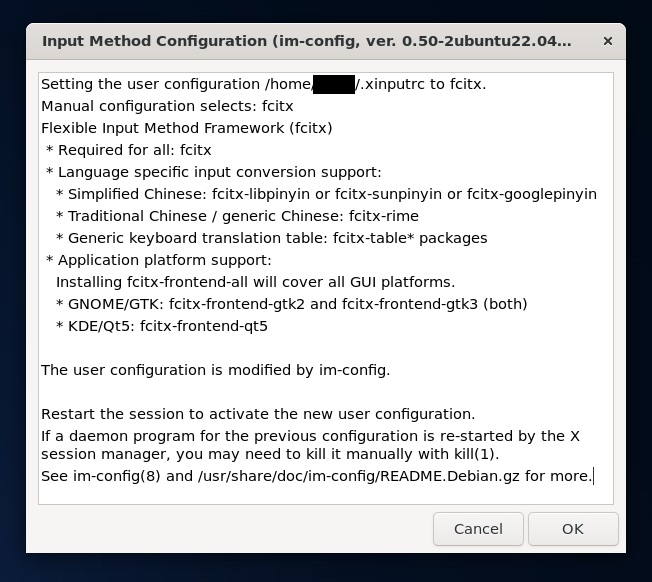 Input Method Configuration (im-config, ver. 0.50-2ubuntu22.04...
×
Setting the user configuration /home/ /.xinputrc to fcitx.
Manual configuration selects: fcitx
Flexible Input Method Framework (fcitx)
* Required for all: fcitx
* Language specific input conversion support:
* Simplified Chinese: fcitx-libpinyin or fcitx-sunpinyin or fcitx-googlepinyin
* Traditional Chinese / generic Chinese: fcitx-rime
* Generic keyboard translation table: fcitx-table* packages
* Application platform support:
Installing fcitx-frontend-all will cover all GUI platforms.
* GNOME/GTK: fcitx-frontend-gtk2 and fcitx-frontend-gtk3 (both)
* KDE/Qt5: fcitx-frontend-qt5
The user configuration is modified by im-config.
Restart the session to activate the new user configuration.
If a daemon program for the previous configuration is re-started by the X
session manager, you may need to kill it manually with kill(1).
See im-config(8) and /usr/share/doc/im-config/README.Debian.gz for more.
Cancel
OK